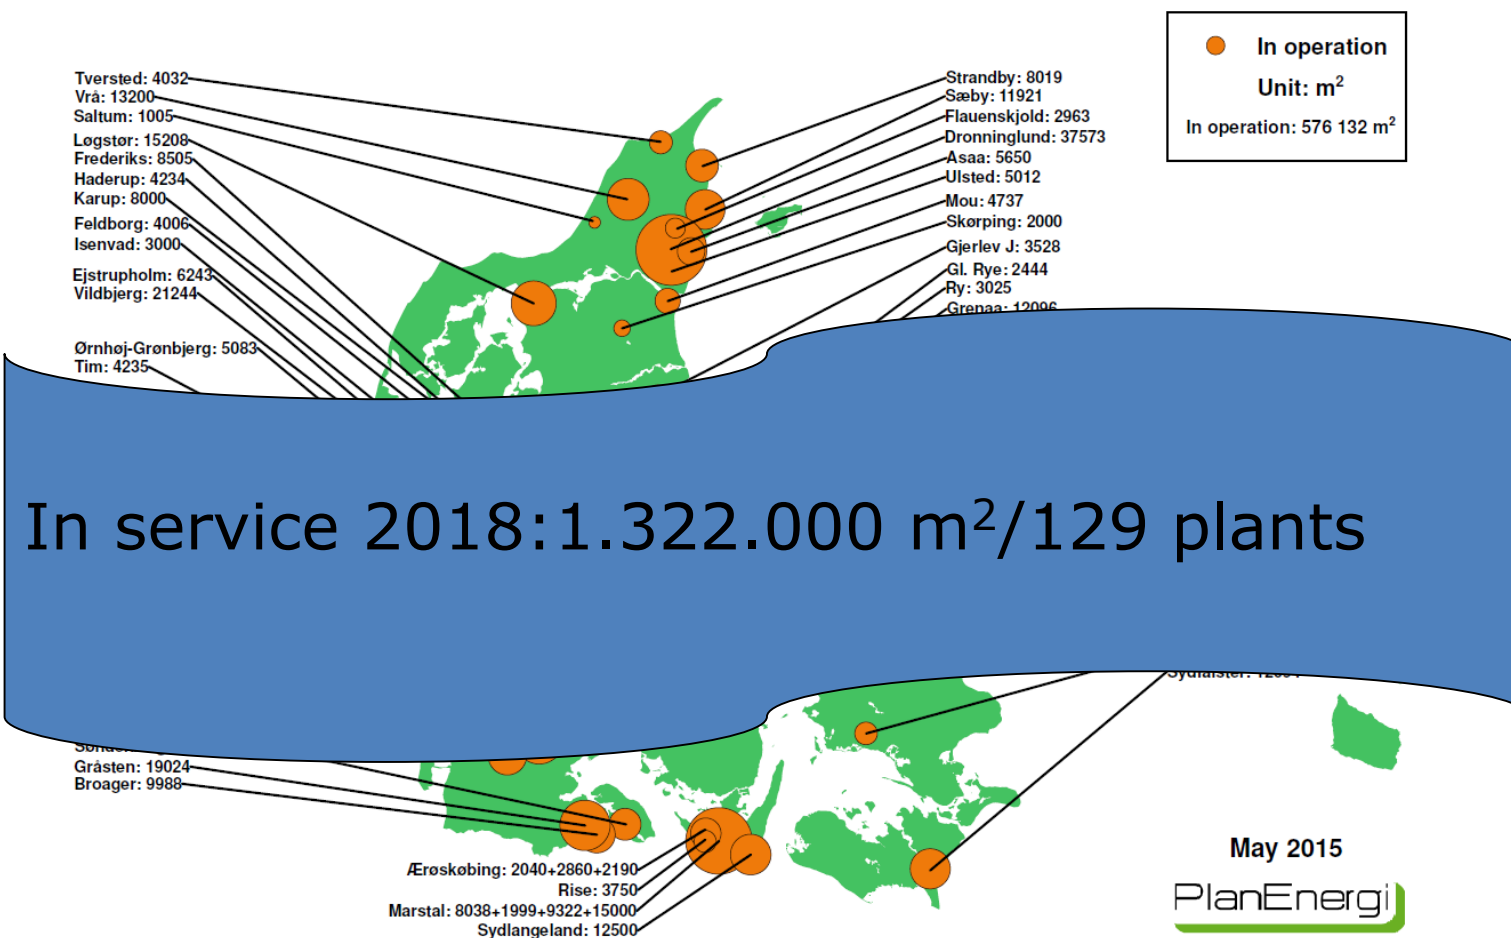 In operation
Unit: m²
In operation: 576 132 m²
Tversted: 4032
Vrå: 13200
Saltum: 1005
Løgstør: 15208
Frederiks: 8505
Haderup: 4234
Karup: 8000
Feldborg: 4006
Isenvad: 3000
Ejstrupholm: 6243
Vildbjerg: 21244
Ørnhøj-Grønbjerg: 5083
Tim: 4235
Strandby: 8019
Sæby: 11921
Flauenskjold: 2963
Dronninglund: 37573
Asaa: 5650
Ulsted: 5012
Mou: 4737
Skørping: 2000
Gjerlev J: 3528
Gl. Rye: 2444
Ry: 3025
Grenaa: 12096
In service 2018:1.322.000 m²/129 plants
Gråsten: 19024
Broager: 9988
Ærøskøbing: 2040+2860+2190
Rise: 3750
Marstal: 8038+1999+9322+15000
Sydlangeland: 12500
May 2015
PlanEnergi